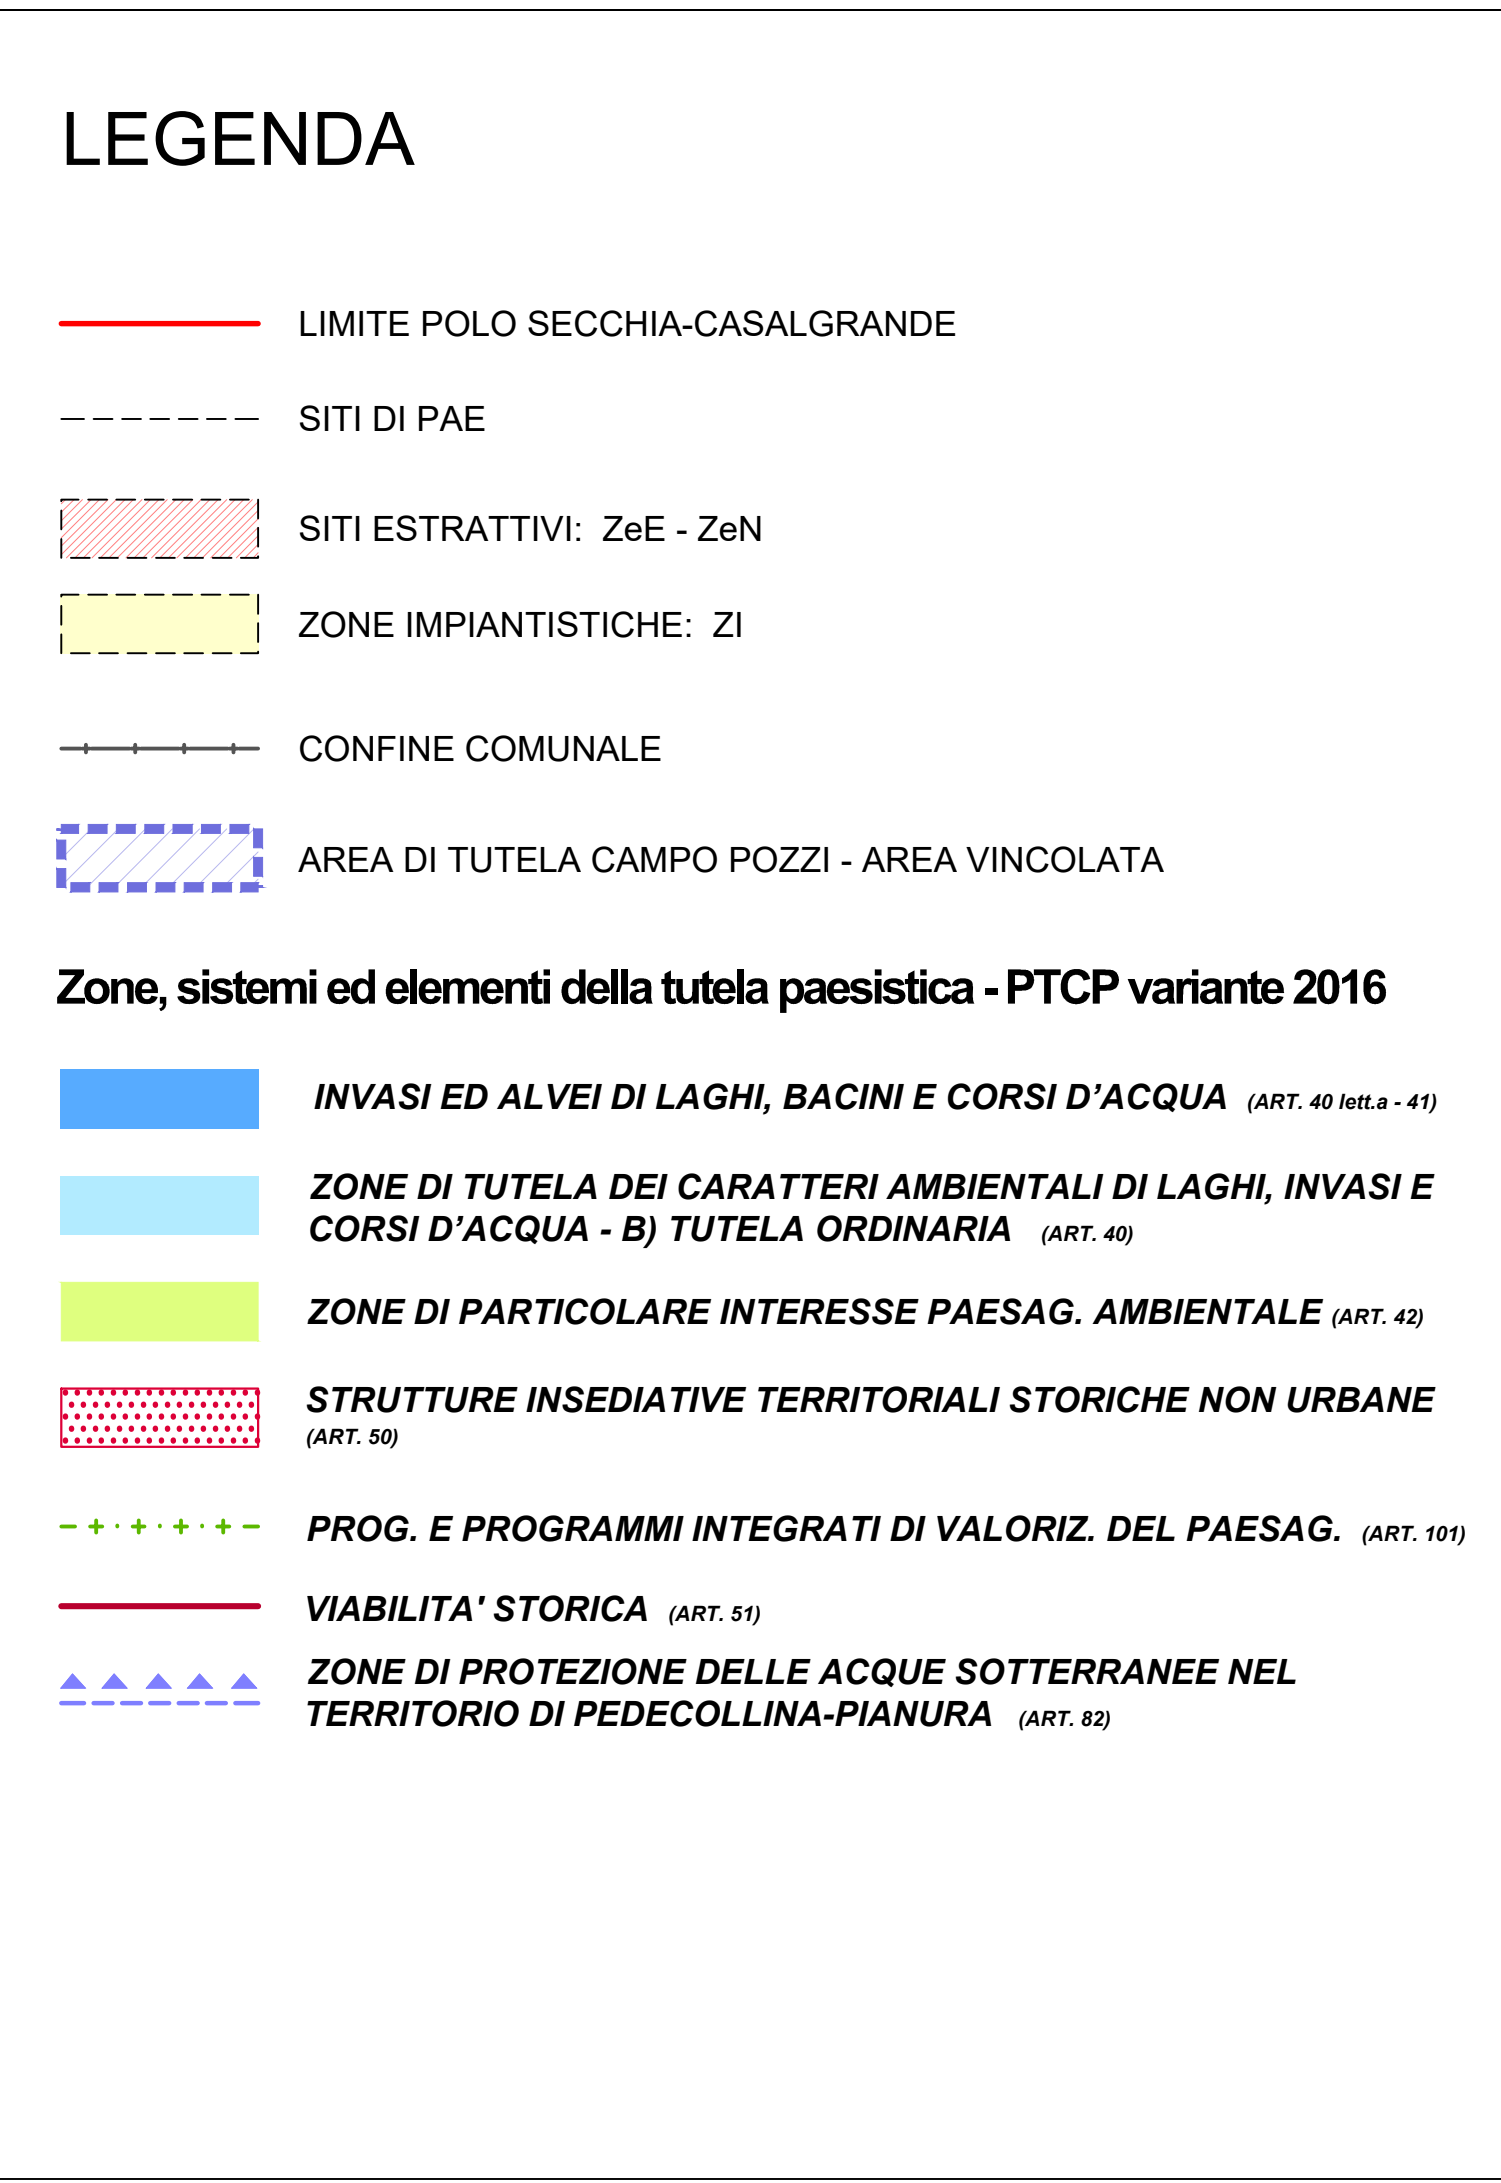 LEGENDA
LIMITE POLO SECCHIA-CASALGRANDE
SITI DI PAE
SITI ESTRATTIVI: ZeE - ZeN
ZONE IMPIANTISTICHE: ZI
CONFINE COMUNALE
AREA DI TUTELA CAMPO POZZI - AREA VINCOLATA
Zone, sistemi ed elementi della tutela paesistica - PTCP variante 2016
INVASI ED ALVEI DI LAGHI, BACINI E CORSI D’ACQUA (ART. 40 lett.a - 41)
ZONE DI TUTELA DEI CARATTERI AMBIENTALI DI LAGHI, INVASI E
CORSI D’ACQUA - B) TUTELA ORDINARIA (ART. 40)
ZONE DI PARTICOLARE INTERESSE PAESAG. AMBIENTALE (ART. 42)
STRUTTURE INSEDIATIVE TERRITORIALI STORICHE NON URBANE
(ART. 50)
PROG. E PROGRAMMI INTEGRATI DI VALORIZ. DEL PAESAG. (ART. 101)
VIABILITA' STORICA (ART. 51)
ZONE DI PROTEZIONE DELLE ACQUE SOTTERRANEE NEL
TERRITORIO DI PEDECOLLINA-PIANURA (ART. 82)